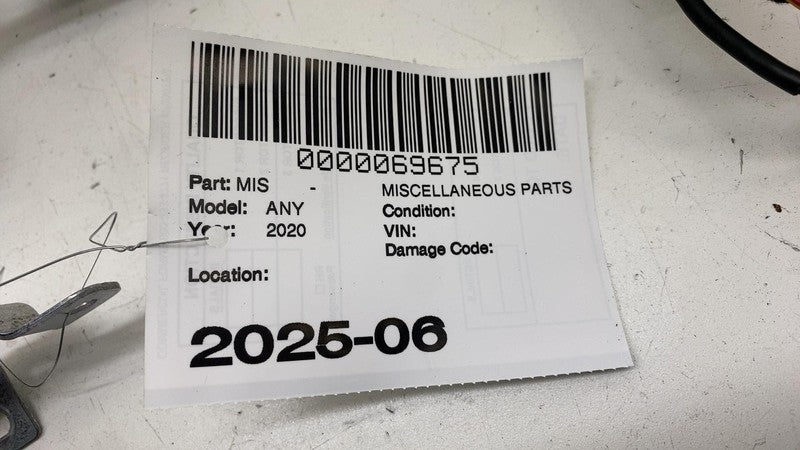 0000069675
Part: MIS - MISCELLANEOUS PARTS
Model: ANY Condition:
Year: 2020 VIN:
Damage Code:
Location:
2025-06